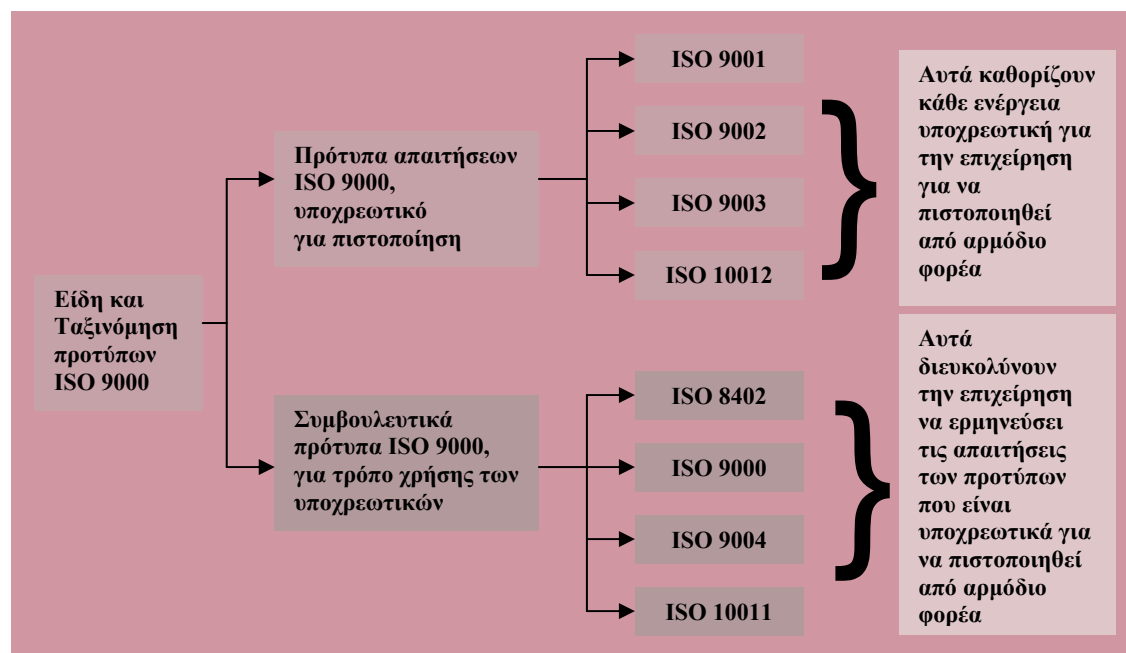 Είδη και
Ταξινόμηση
προτύπων
ISO 9000
Πρότυπα απαιτήσεων
ISO 9000,
υποχρεωτικό
για πιστοποίηση
ISO 9001
ISO 9002
ISO 9003
ISO 10012
Αυτά καθορίζουν
κάθε ενέργεια
υποχρεωτική για
την επιχείρηση
για να
πιστοποιηθεί
από αρμόδιο
φορέα
Συμβουλευτικά
πρότυπα ISO 9000,
για τρόπο χρήσης των
υποχρεωτικών
ISO 8402
ISO 9000
ISO 9004
ISO 10011
Αυτά
διευκολύνουν
την επιχείρηση
να ερμηνεύσει
τις απαιτήσεις
των προτύπων
που είναι
υποχρεωτικά για
να πιστοποιηθεί
από αρμόδιο
φορέα